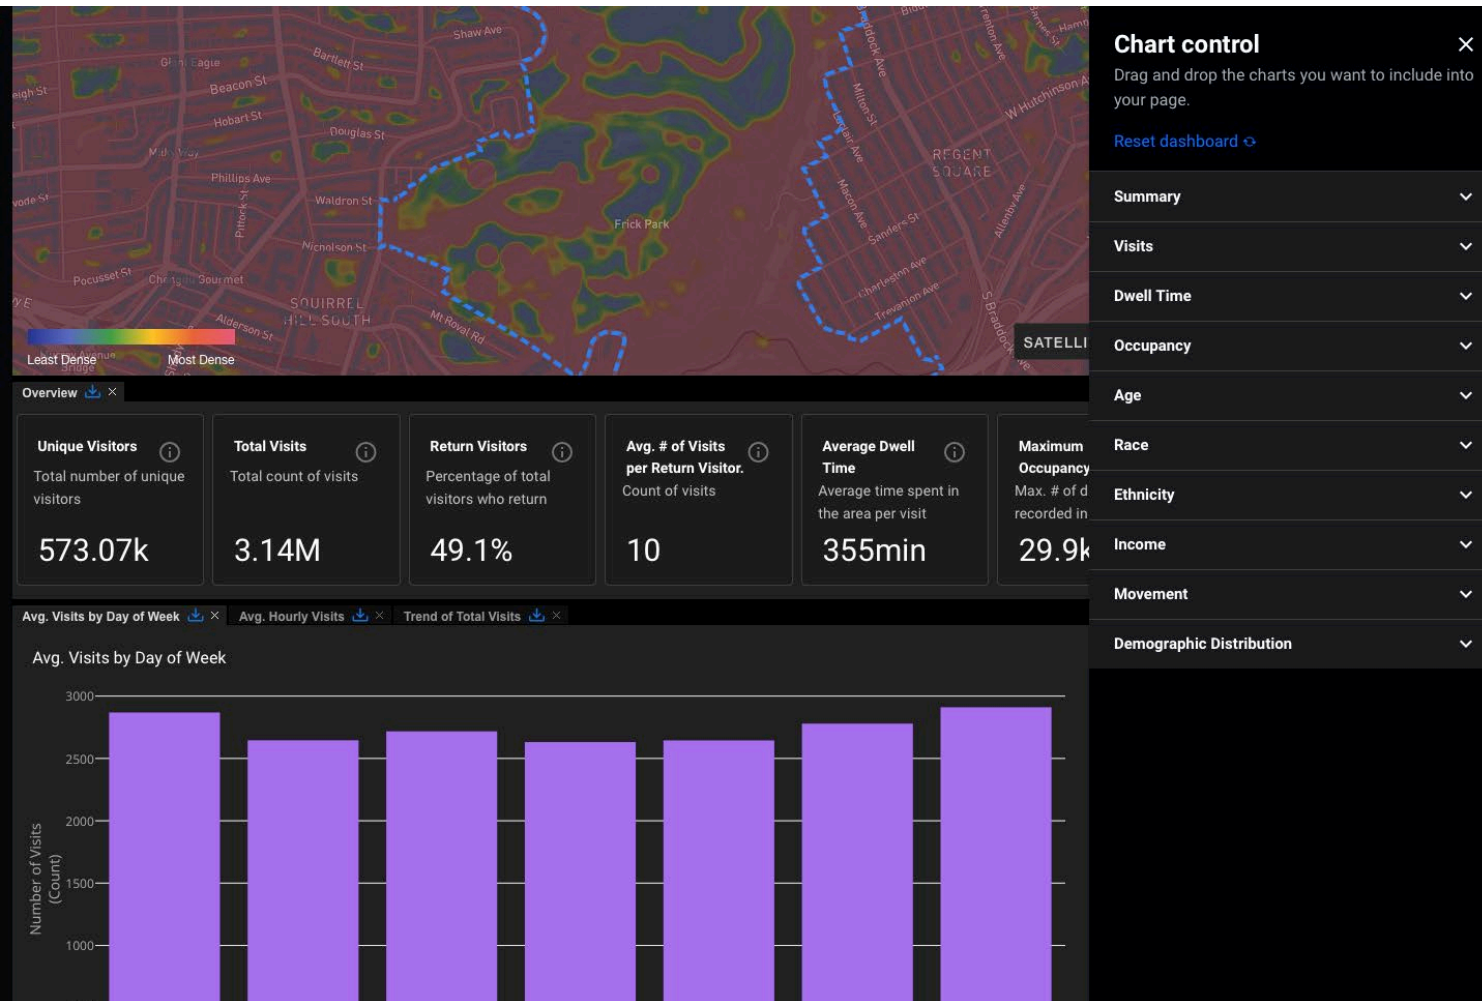 Shaw Ave
Bartlett St
Beacon St
Hobart St
Douglas St
Phillips Ave
Waldron St
Pittock St
Nicholson St
Pocusset St
SQUIRREL
HILL SOUTH
Alderson St
Mt Royal Rd
Frick Park
Milton St
Macon Ave
W Hutchinson A
REGENT
SQUARE
Sanders St
Allenby Ave
Charleston Ave
Trevanion Ave
SATELLI
Least Dense
Most Dense
Chart control
Drag and drop the charts you want to include into
your page.
Reset dashboard
Summary
Visits
Dwell Time
Occupancy
Age
Race
Ethnicity
Income
Movement
Demographic Distribution
Overview
Unique Visitors
Total number of unique
visitors
573.07k
Total Visits
Total count of visits
3.14M
Return Visitors
Percentage of total
visitors who return
49.1%
Avg. # of Visits
per Return Visitor.
Count of visits
10
Average Dwell
Time
Average time spent in
the area per visit
355min
Maximum
Occupancy
Max. # of d
recorded in
29.9k
Avg. Visits by Day of Week
Avg. Hourly Visits
Trend of Total Visits
Avg. Visits by Day of Week
Number of Visits
(Count)
3000
2500
2000
1500
1000